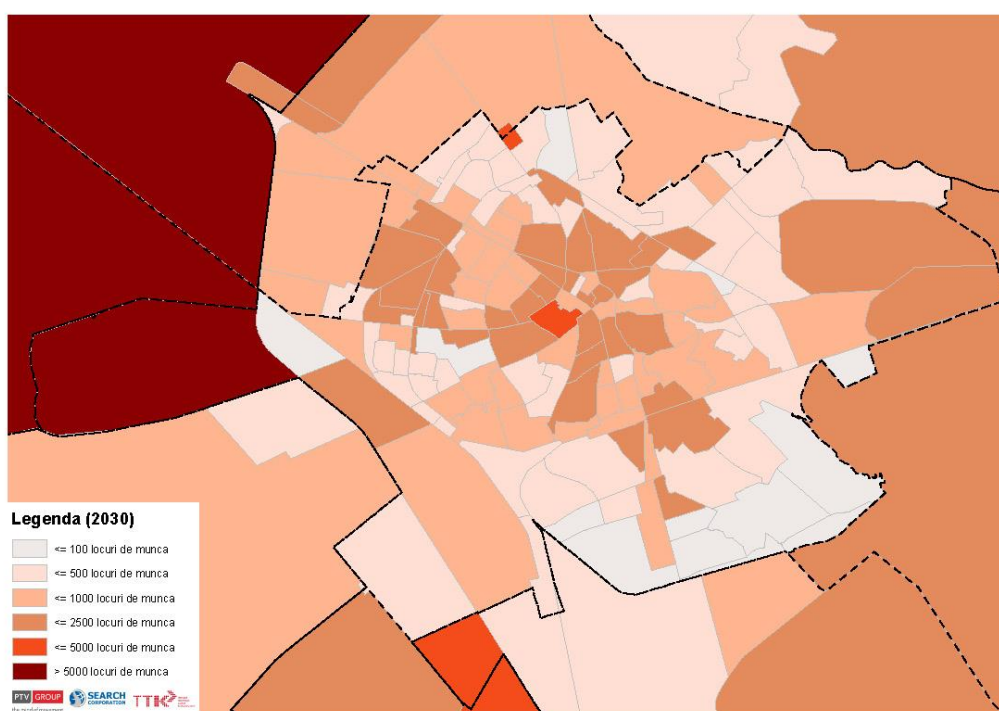 Legenda (2030)
<= 100 locuri de munca
<= 500 locuri de munca
<= 1000 locuri de munca
<= 2500 locuri de munca
<= 5000 locuri de munca
> 5000 locuri de munca
PTV GROUP
SEARCH
CORPORATION
TTK